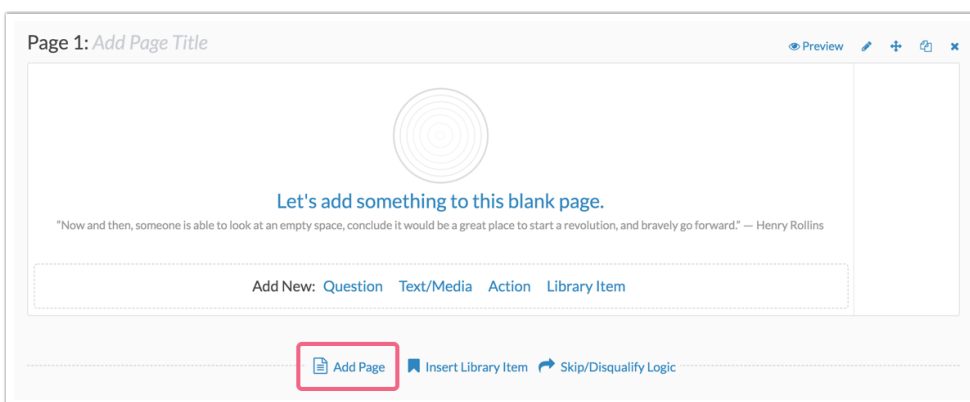 Page 1: Add Page Title
Preview
Let's add something to this blank page.
"Now and then, someone is able to look at an empty space, conclude it would be a great place to start a revolution, and bravely go forward." — Henry Rollins
Add New: Question Text/Media Action Library Item
Add Page Insert Library Item Skip/Disqualify Logic